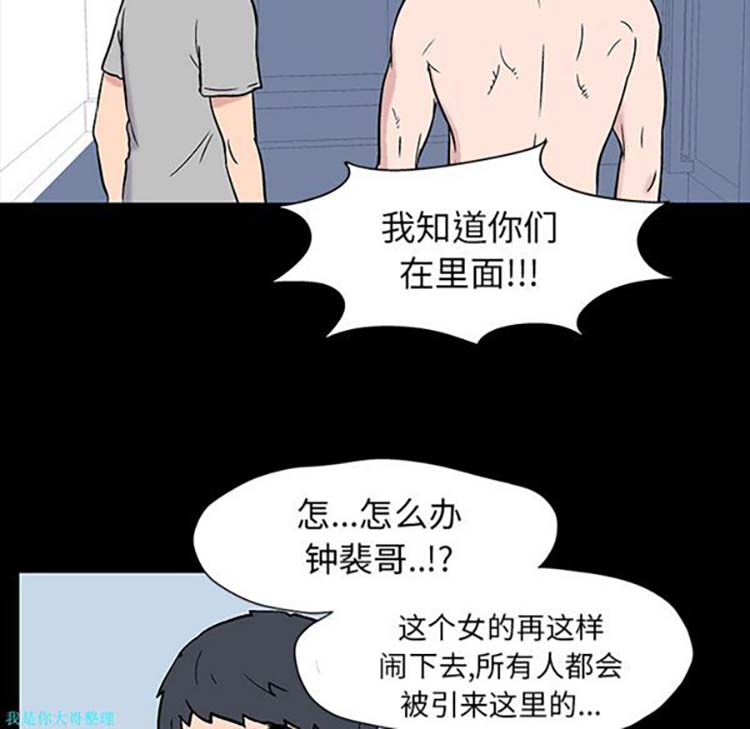 我知道你们
在里面!!!
怎...怎么办
钟裴哥..!?
这个女的再这样
闹下去,所有人都会
被引来这里的...
我是你大哥整理